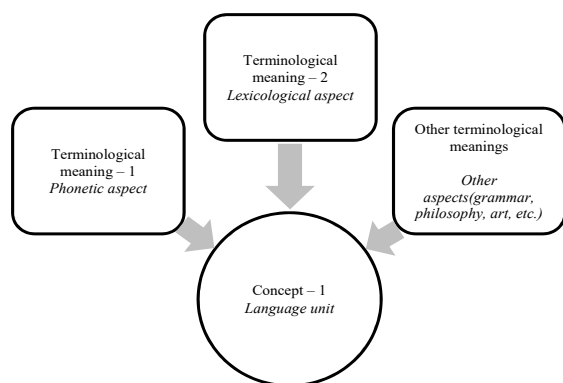 Terminological
meaning – 2
Lexicological aspect
Terminological
meaning – 1
Phonetic aspect
Other terminological
meanings
Other
aspects(grammar,
philosophy, art, etc.)
Concept – 1
Language unit